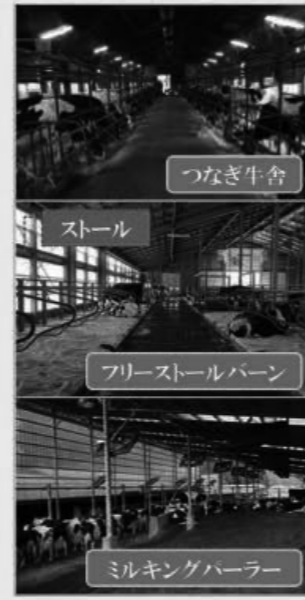 つなぎ牛舎
ストール
フリーストールバーン
ミルキングパーラー